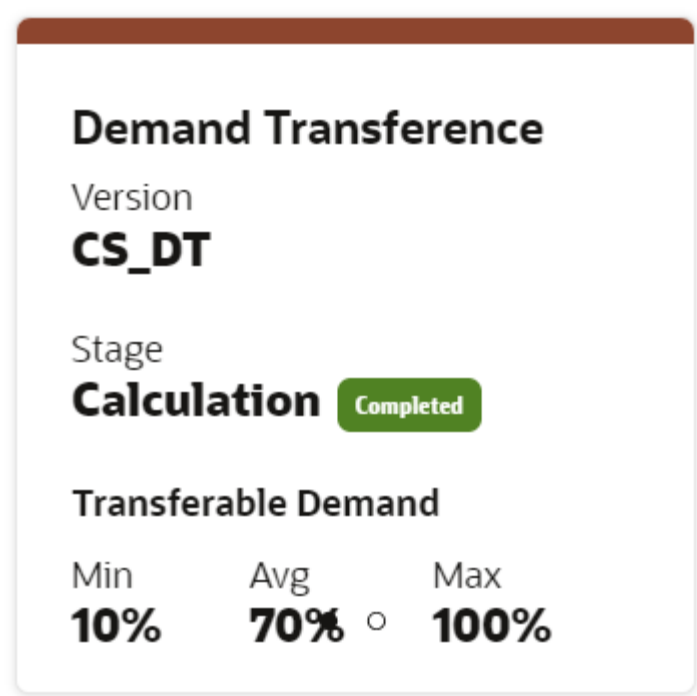 Demand Transference
Version
CS_DT
Stage
Calculation Completed
Transferable Demand
Min Avg Max
10% 70% 100%